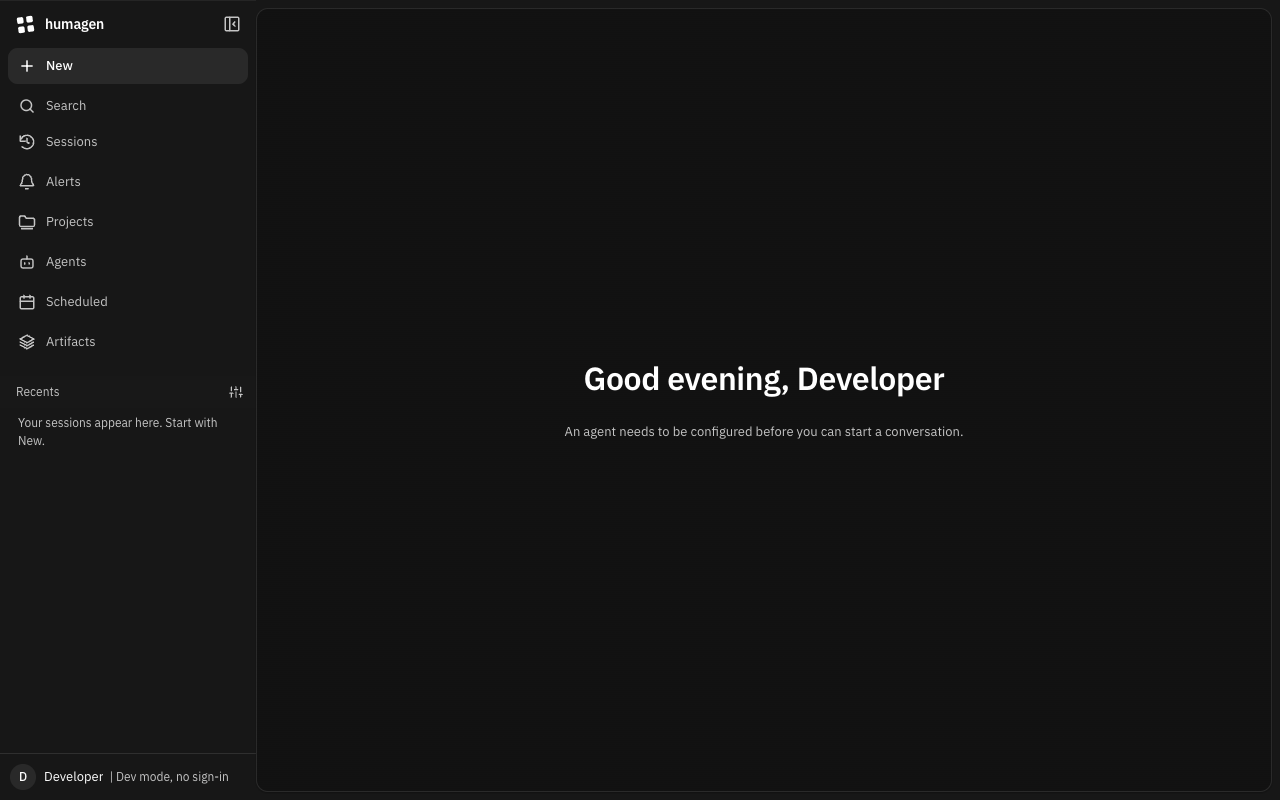 humagen
New
Search
Sessions
Alerts
Projects
Agents
Scheduled
Artifacts
Recents
Your sessions appear here. Start with
New.
Good evening, Developer
An agent needs to be configured before you can start a conversation.
D
Developer | Dev mode, no sign-in